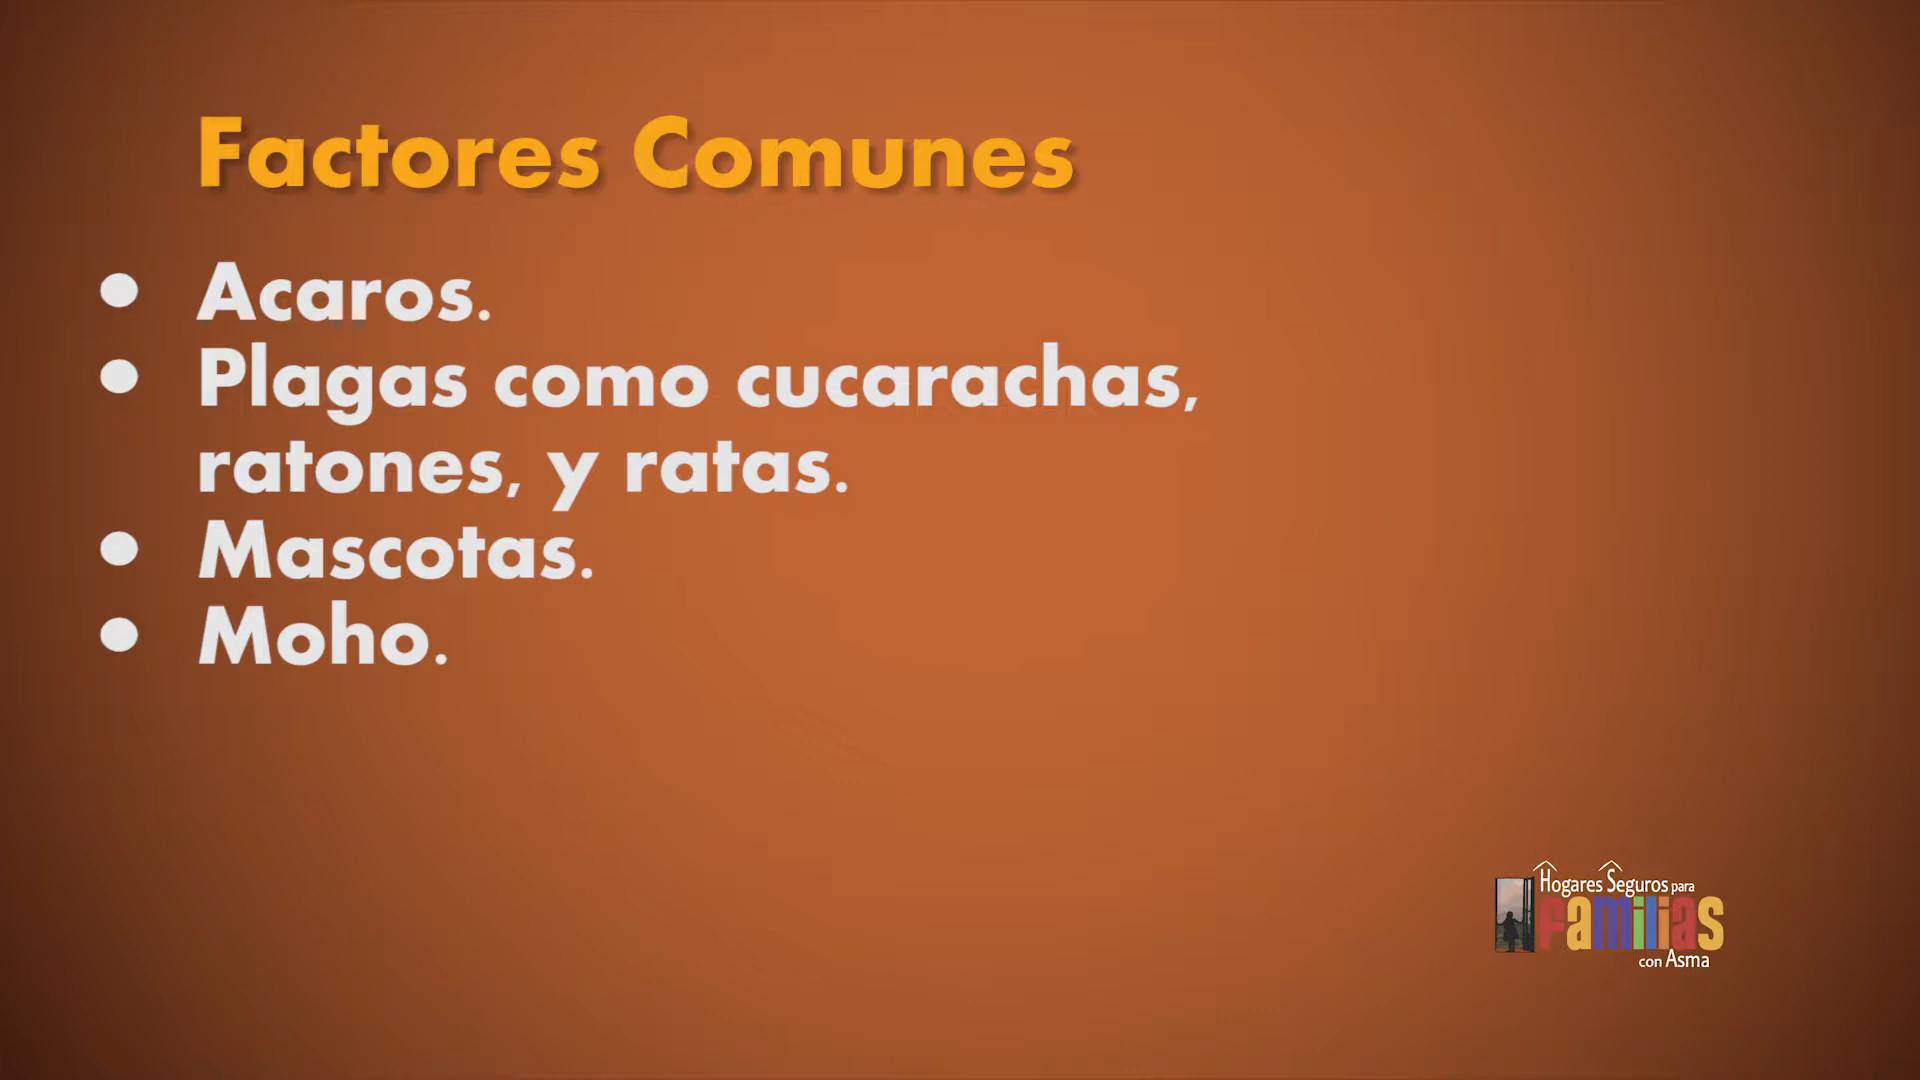 Factores Comunes
• Acaros.
• Plagas como cucarachas,
ratones, y ratas.
• Mascotas.
• Moho.
Hogares Seguros para
Familias
con Asma